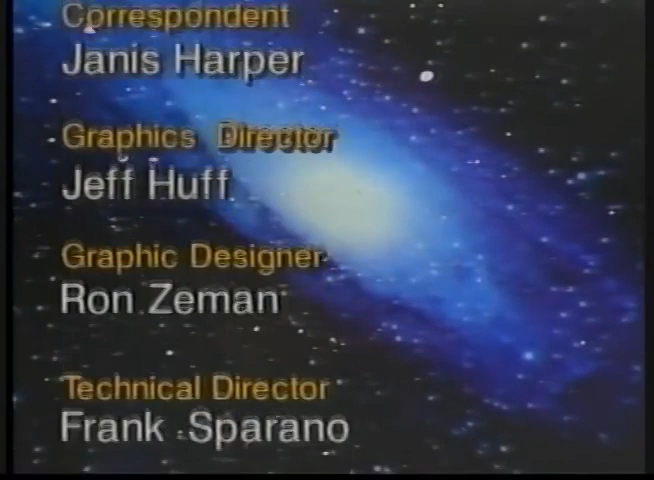 Correspondent
Janis Harper
Graphics Director
Jeff Huff
Graphic Designer
Ron Zeman
Technical Director
Frank Sparano